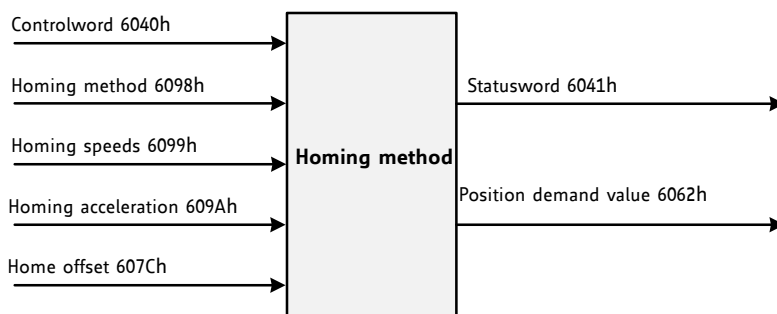 Controlword 6040h
Homing method 6098h
Homing speeds 6099h
Homing acceleration 609Ah
Home offset 607Ch
Homing method
Statusword 6041h
Position demand value 6062h